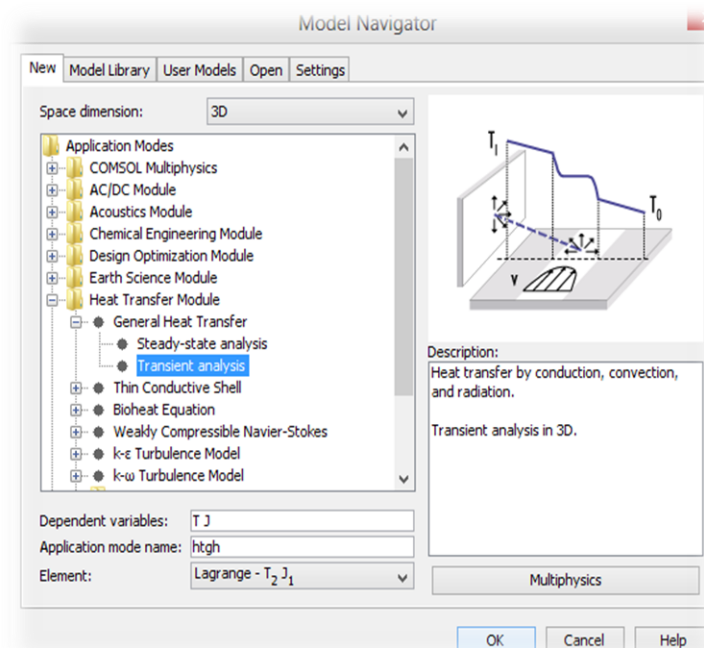 Model Navigator
New Model Library User Models Open Settings
Space dimension: 3D
Application Modes
COMSOL Multiphysics
AC/DC Module
Acoustics Module
Chemical Engineering Module
Design Optimization Module
Earth Science Module
Heat Transfer Module
General Heat Transfer
Steady-state analysis
Transient analysis
Thin Conductive Shell
Bioheat Equation
Weakly Compressible Navier-Stokes
k-ε Turbulence Model
k-ω Turbulence Model
Dependent variables: T J
Application mode name: htgh
Element: Lagrange - T₂ J₁
T₁
T₀
v
Description:
Heat transfer by conduction, convection,
and radiation.
Transient analysis in 3D.
Multiphysics
OK Cancel Help